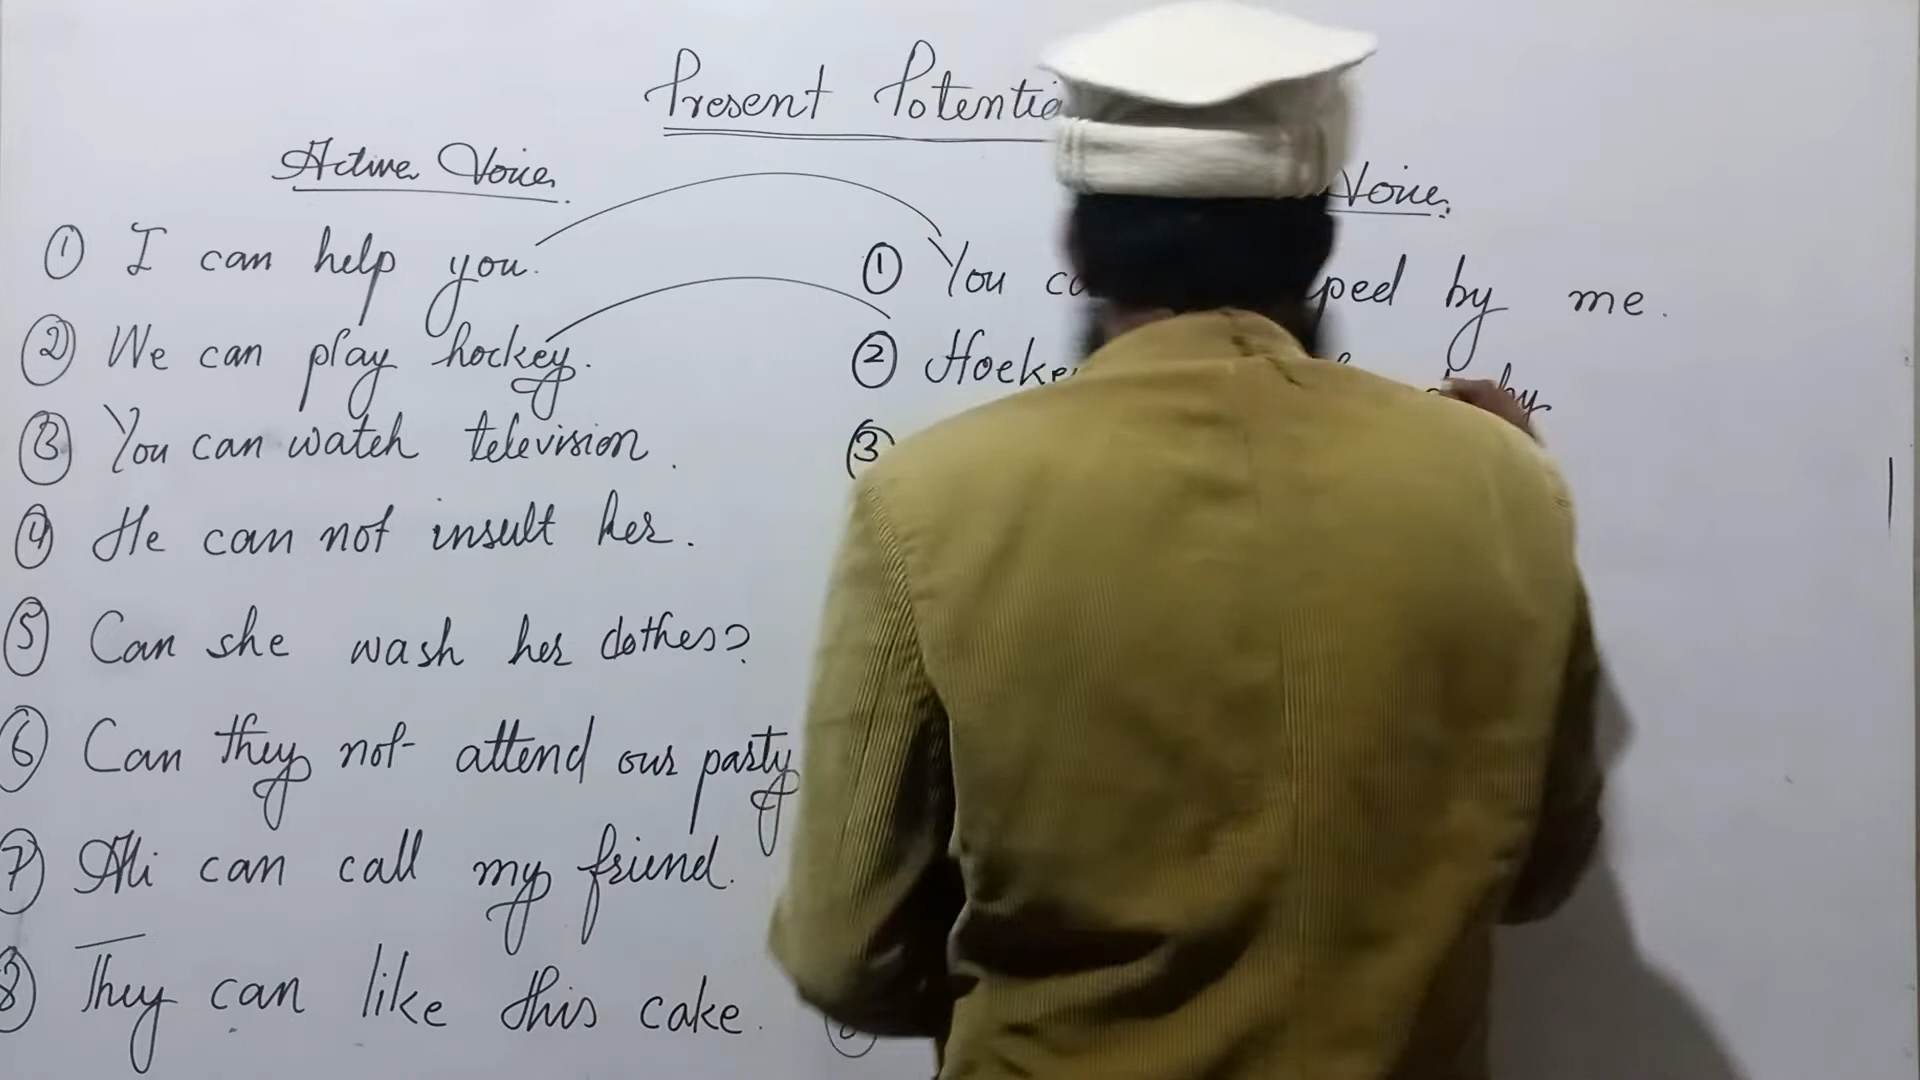 Present Potentia
Active Voice
Voice
① I can help you.
① You ca ped by me.
② We can play hockey.
② Hocke by
③ You can watch television.
③
④ He can not insult her.
⑤ Can she wash her clothes?
⑥ Can they not attend our party
⑦ Ali can call my friend.
⑧ They can like this cake.